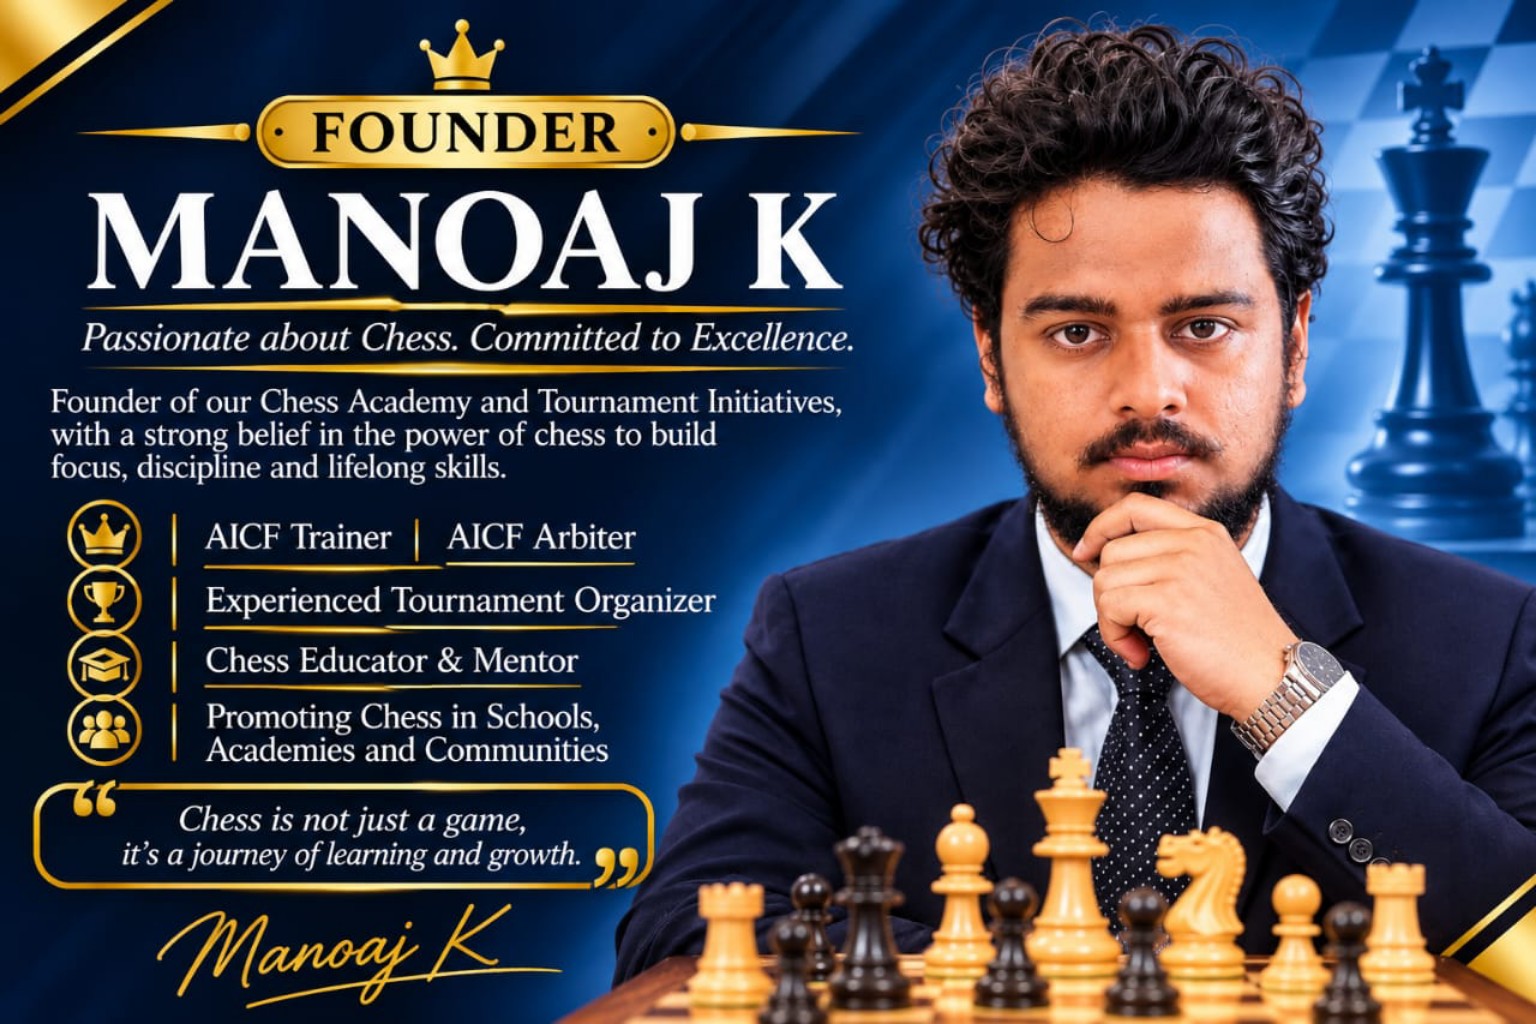 FOUNDER
MANOAJ K
Passionate about Chess. Committed to Excellence.
Founder of our Chess Academy and Tournament Initiatives,
with a strong belief in the power of chess to build
focus, discipline and lifelong skills.
AICF Trainer | AICF Arbiter
Experienced Tournament Organizer
Chess Educator & Mentor
Promoting Chess in Schools,
Academies and Communities
“Chess is not just a game,
it's a journey of learning and growth.”
Manoaj K